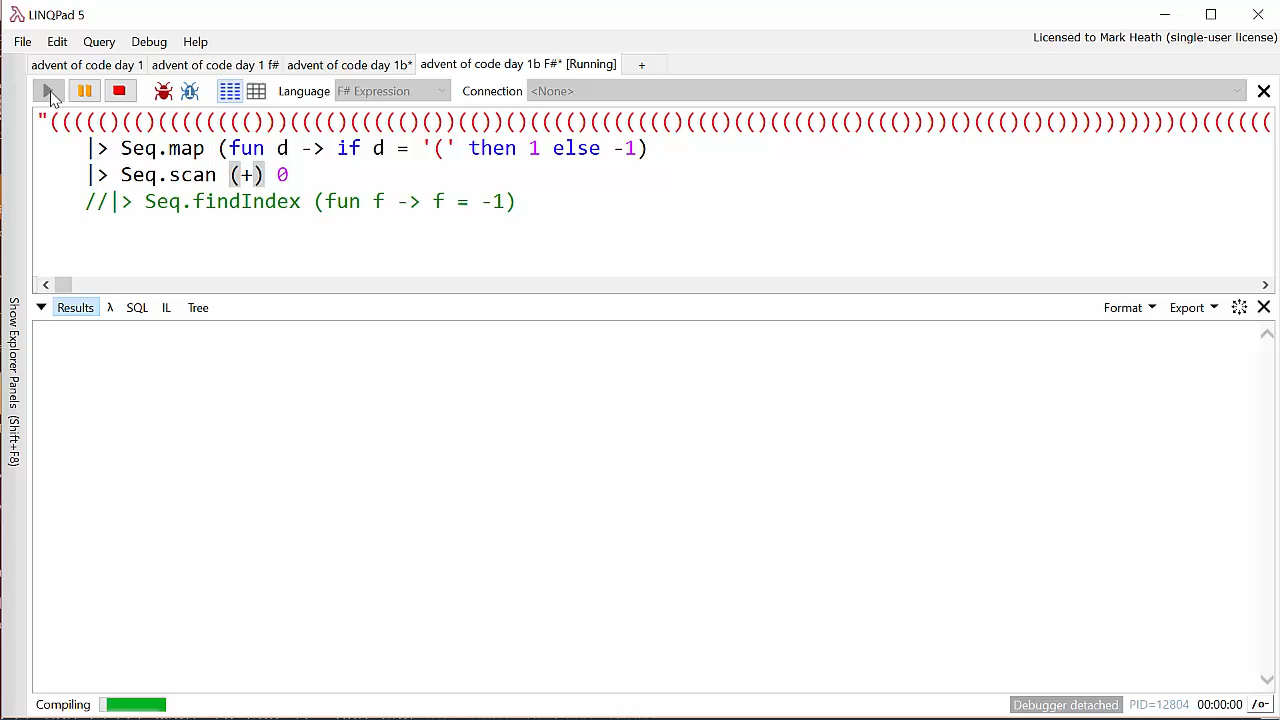 LINQPad 5
File Edit Query Debug Help
Licensed to Mark Heath (single-user license)
advent of code day 1 advent of code day 1 f# advent of code day 1b* advent of code day 1b F#* [Running] +
Language F# Expression Connection <None>
"((((()(()(((((((()))(((()((((()())(())()(((()((((((()((()(()(((()(()((())))()((()()())))))))))()((((((
|> Seq.map (fun d -> if d = '(' then 1 else -1)
|> Seq.scan (+) 0
//|> Seq.findIndex (fun f -> f = -1)
Results λ SQL IL Tree Format Export
Show Explorer Panels (Shift+F8)
Compiling Debugger detached PID=12804 00:00:00 /o-